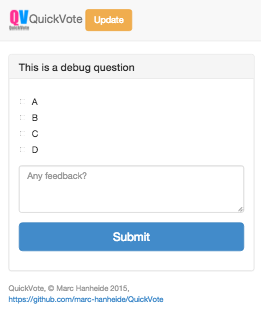 QV
QuickVote
QuickVote Update
This is a debug question
A
B
C
D
Any feedback?
Submit
QuickVote, © Marc Hanheide 2015,
https://github.com/marc-hanheide/QuickVote